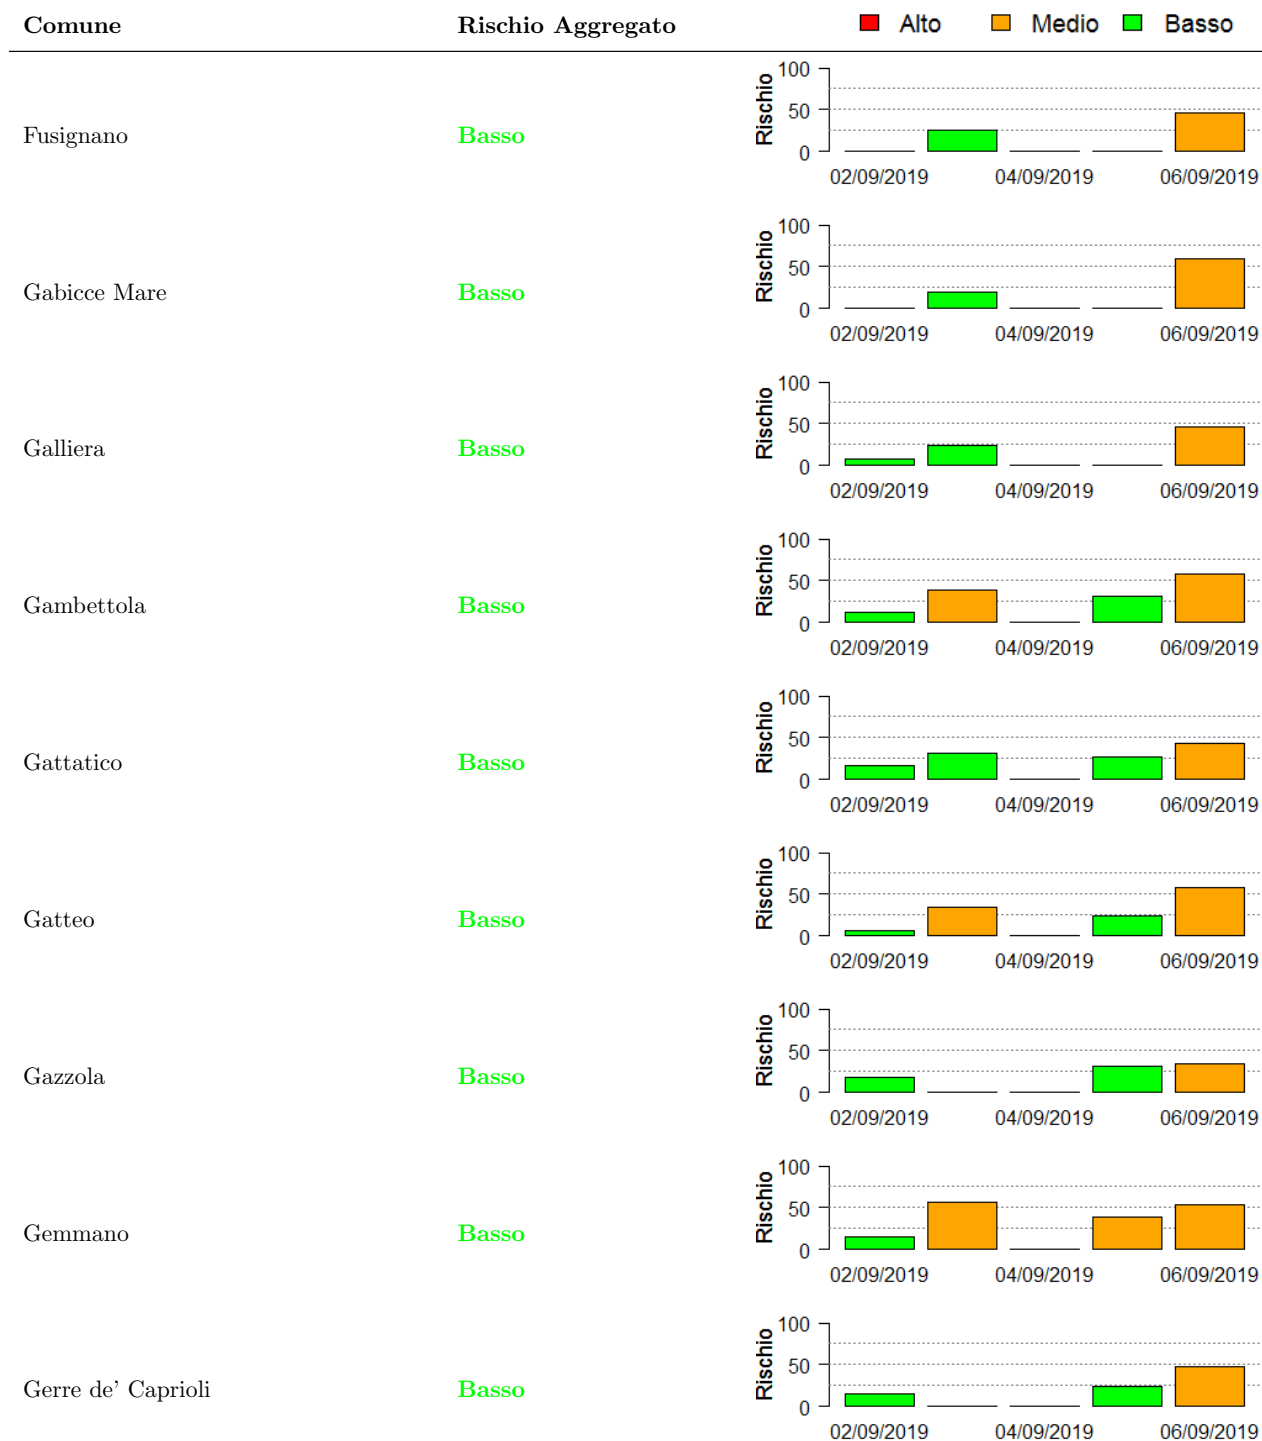 Comune Rischio Aggregato Alto Medio Basso
Fusignano Basso Rischio 100 50 0
02/09/2019 04/09/2019 06/09/2019
Gabicce Mare Basso Rischio 100 50 0
02/09/2019 04/09/2019 06/09/2019
Galliera Basso Rischio 100 50 0
02/09/2019 04/09/2019 06/09/2019
Gambettola Basso Rischio 100 50 0
02/09/2019 04/09/2019 06/09/2019
Gattatico Basso Rischio 100 50 0
02/09/2019 04/09/2019 06/09/2019
Gatteo Basso Rischio 100 50 0
02/09/2019 04/09/2019 06/09/2019
Gazzola Basso Rischio 100 50 0
02/09/2019 04/09/2019 06/09/2019
Gemmano Basso Rischio 100 50 0
02/09/2019 04/09/2019 06/09/2019
Gerre de' Caprioli Basso Rischio 100 50 0
02/09/2019 04/09/2019 06/09/2019